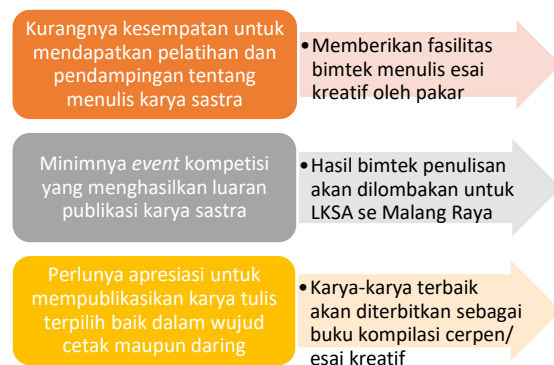 Kurangnya kesempatan untuk
mendapatkan pelatihan dan
pendampingan tentang
menulis karya sastra
•Memberikan fasilitas
bimtek menulis esai
kreatif oleh pakar
Minimnya event kompetisi
yang menghasilkan luaran
publikasi karya sastra
•Hasil bimtek penulisan
akan dilombakan untuk
LKSA se Malang Raya
Perlunya apresiasi untuk
mempublikasikan karya tulis
terpilih baik dalam wujud
cetak maupun daring
•Karya-karya terbaik
akan diterbitkan sebagai
buku kompilasi cerpen/
esai kreatif